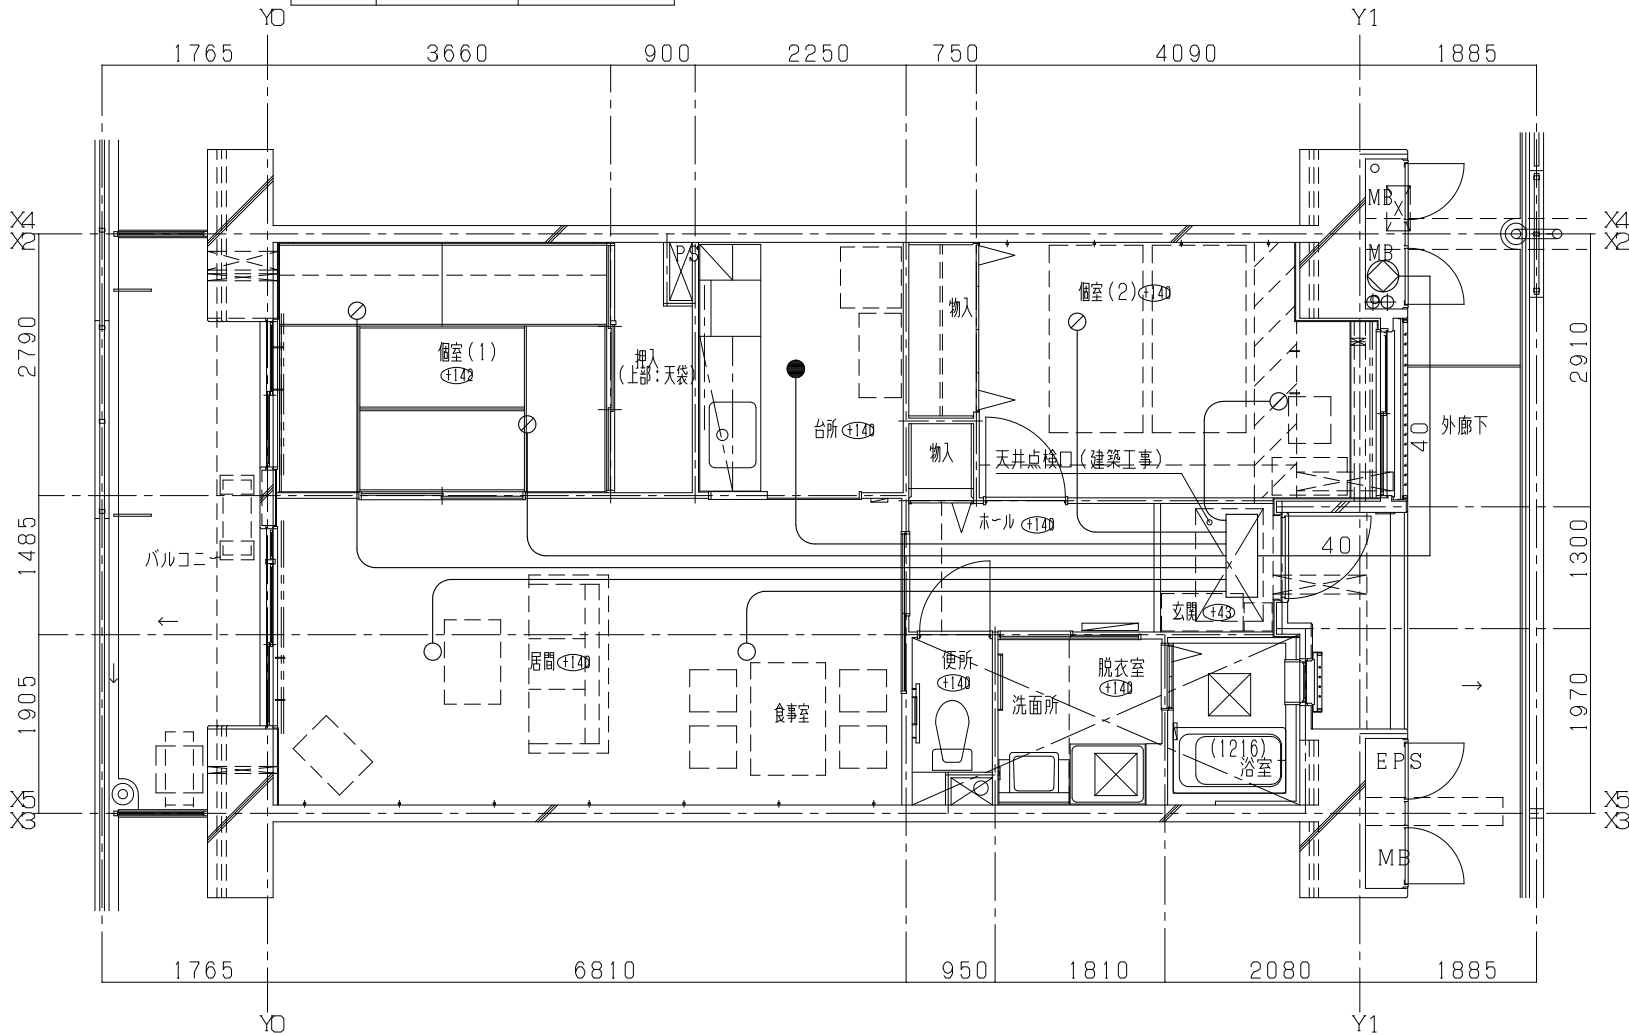 Y0
Y1
1765
3660
900
2250
750
4090
1885
MB
X4
X2
X4
X2
MB
PS
物入
個室(2)
+140
個室(1)
+142
押入
(上部:天袋)
2790
2910
台所
+140
物入
天井点検口(建築工事)
外廊下
40
ホール
+140
1485
バルコニー
40
1300
玄関
+43
居間
+140
便所
+140
脱衣室
+140
洗面所
食事室
1905
1970
(1216)
浴室
EPS
X5
X3
X5
X3
MB
1765
6810
950
1810
2080
1885
Y0
Y1